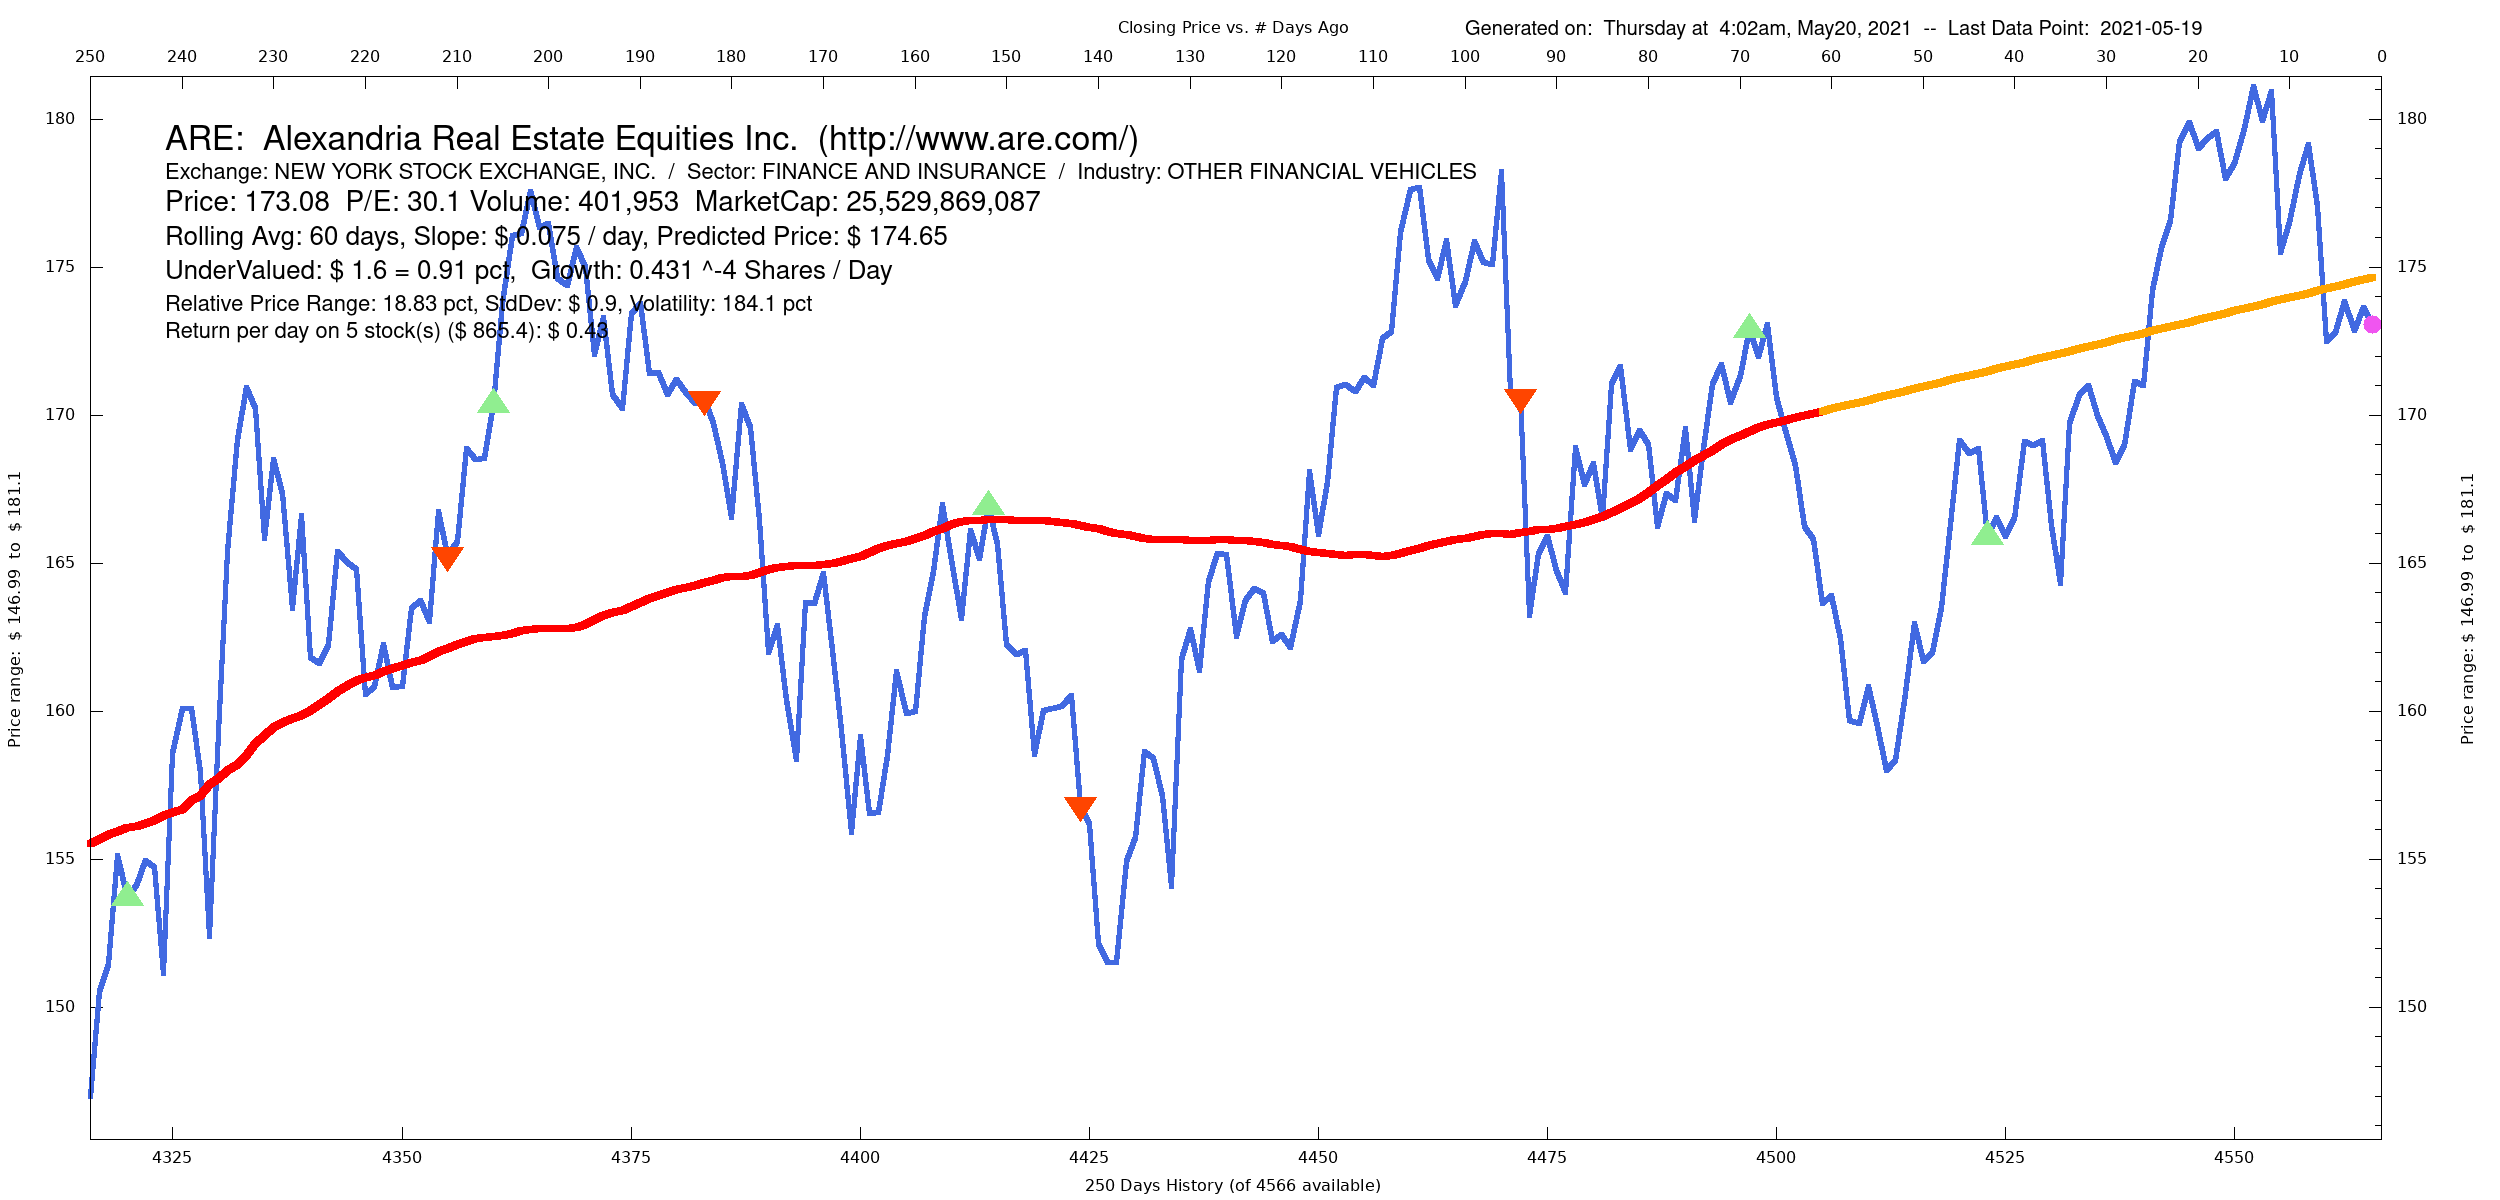 Closing Price vs. # Days Ago
Generated on:  Thursday at  4:02am, May20, 2021  --  Last Data Point:  2021-05-19
250 240 230 220 210 200 190 180 170 160 150 140 130 120 110 100 90 80 70 60 50 40 30 20 10 0
ARE:  Alexandria Real Estate Equities Inc.  (http://www.are.com/)
Exchange: NEW YORK STOCK EXCHANGE, INC.  /  Sector: FINANCE AND INSURANCE  /  Industry: OTHER FINANCIAL VEHICLES
Price: 173.08  P/E: 30.1 Volume: 401,953  MarketCap: 25,529,869,087
Rolling Avg: 60 days, Slope: $ 0.075 / day, Predicted Price: $ 174.65
UnderValued: $ 1.6 = 0.91 pct,  Growth: 0.431 ^-4 Shares / Day
Relative Price Range: 18.83 pct, StdDev: $ 0.9, Volatility: 184.1 pct
Return per day on 5 stock(s) ($ 865.4): $ 0.43
180 180
175 175
170 170
165 165
160 160
155 155
150 150
Price range:  $ 146.99  to  $ 181.1
Price range: $ 146.99  to  $ 181.1
4325 4350 4375 4400 4425 4450 4475 4500 4525 4550
250 Days History (of 4566 available)